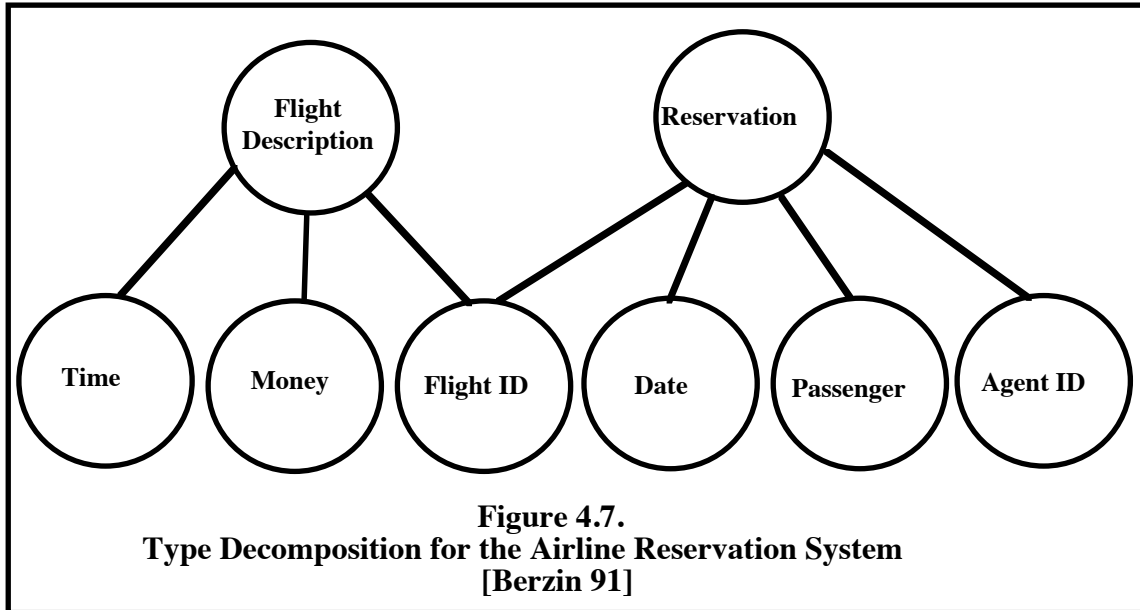 Flight
Description
Reservation
Time
Money
Flight ID
Date
Passenger
Agent ID
Figure 4.7.
Type Decomposition for the Airline Reservation System
[Berzin 91]